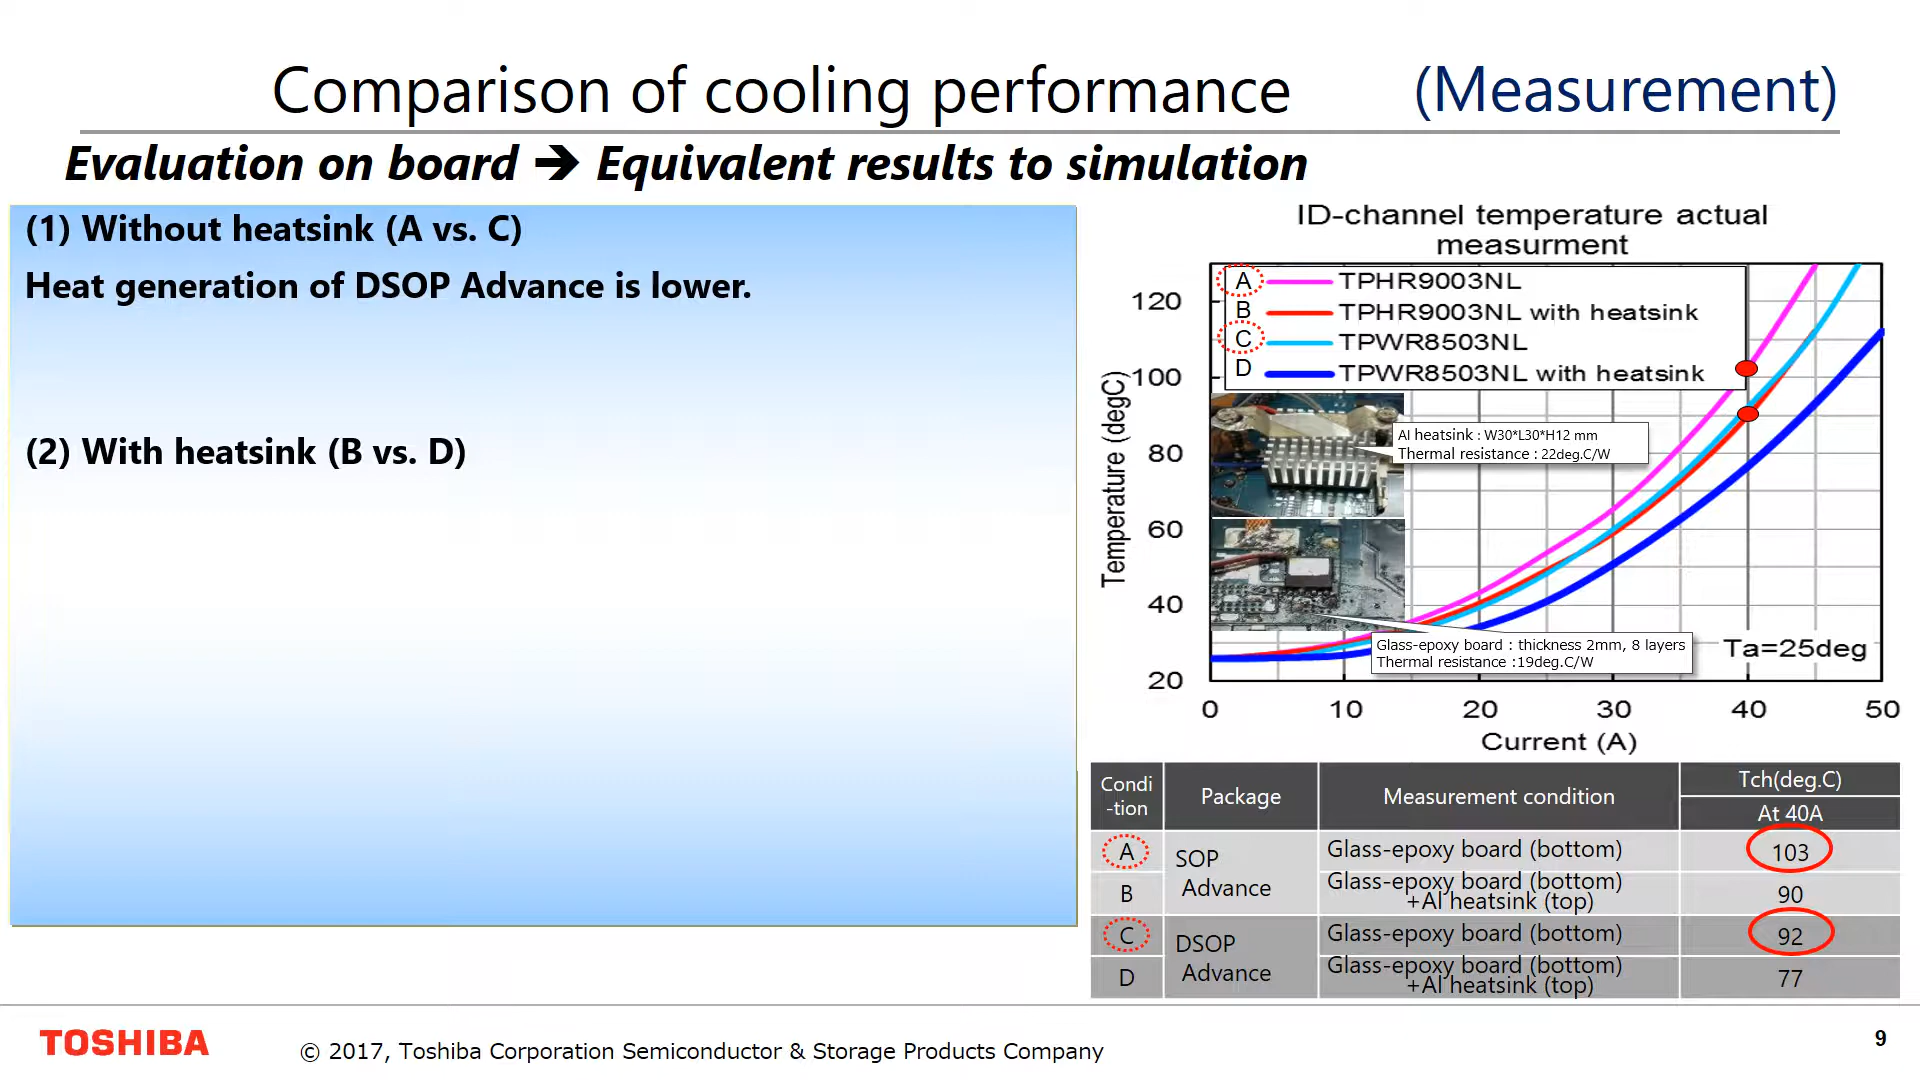 Comparison of cooling performance (Measurement)
Evaluation on board ➔ Equivalent results to simulation
(1) Without heatsink (A vs. C)
Heat generation of DSOP Advance is lower.
(2) With heatsink (B vs. D)
ID-channel temperature actual
measurment
A TPHR9003NL
B TPHR9003NL with heatsink
C TPWR8503NL
D TPWR8503NL with heatsink
Temperature (degC)
120
100
80
60
40
20
Al heatsink : W30*L30*H12 mm
Thermal resistance : 22deg.C/W
Glass-epoxy board : thickness 2mm, 8 layers
Thermal resistance :19deg.C/W
Ta=25deg
0 10 20 30 40 50
Current (A)
Condi
-tion
Package
Measurement condition
Tch(deg.C)
At 40A
A
SOP
Advance
Glass-epoxy board (bottom)
103
B
Glass-epoxy board (bottom)
+Al heatsink (top)
90
C
DSOP
Advance
Glass-epoxy board (bottom)
92
D
Glass-epoxy board (bottom)
+Al heatsink (top)
77
TOSHIBA
© 2017, Toshiba Corporation Semiconductor & Storage Products Company
9